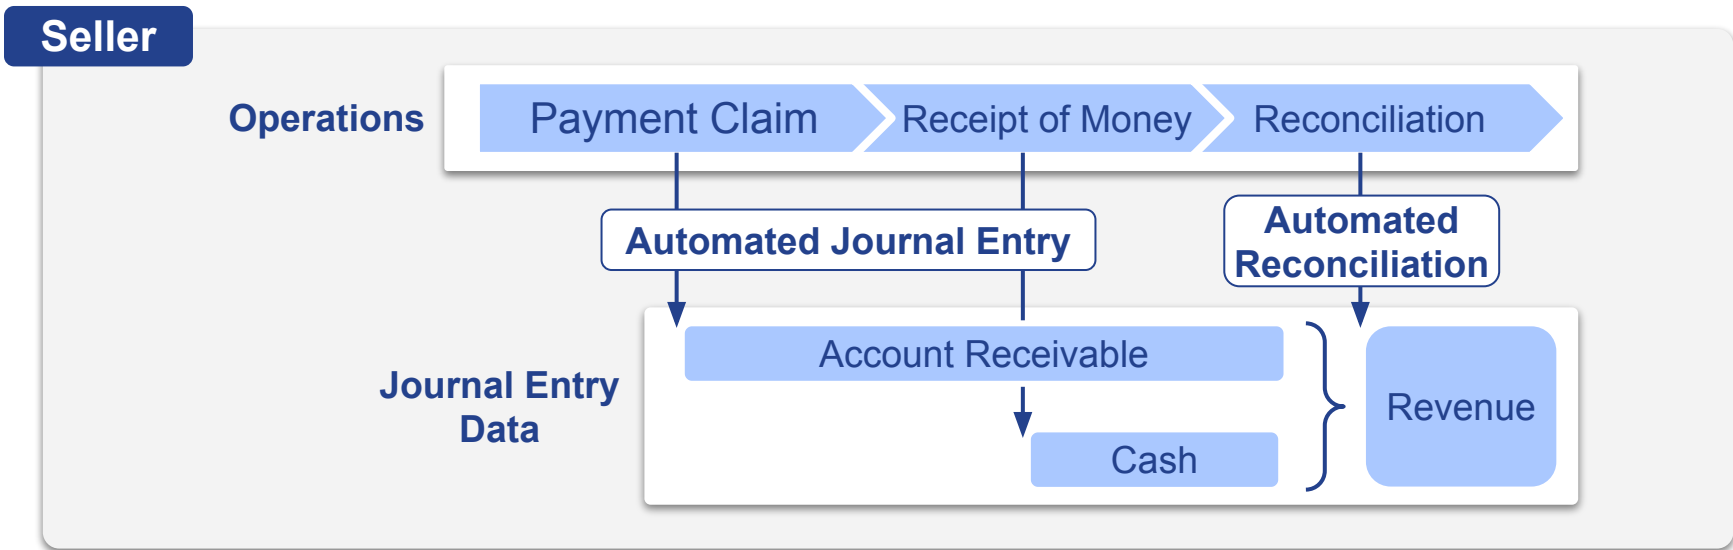 Seller
Operations
Payment Claim
Receipt of Money
Reconciliation
Automated Journal Entry
Automated
Reconciliation
Journal Entry
Data
Account Receivable
Cash
Revenue